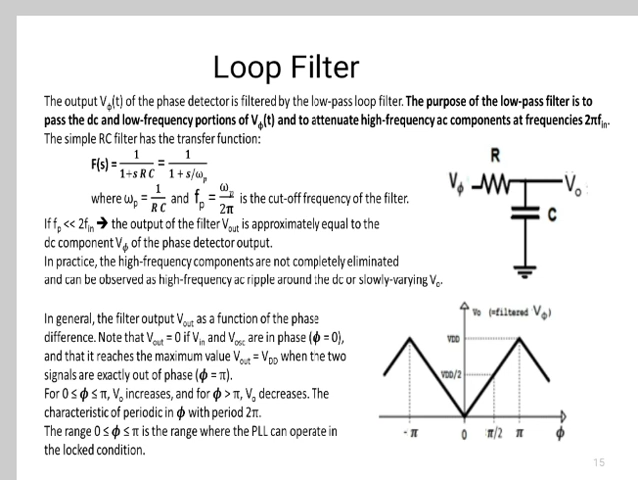 Loop Filter
The output Vϕ(t) of the phase detector is filtered by the low-pass loop filter. The purpose of the low-pass filter is to
pass the dc and low-frequency portions of Vϕ(t) and to attenuate high-frequency ac components at frequencies 2πfin.
The simple RC filter has the transfer function:
F(s) = 1/(1+s RC) = 1/(1+s/ωp)
where ωp = 1/RC and fp = ωp/2π is the cut-off frequency of the filter.
R
Vϕ
Vo
C
If fp << 2fin → the output of the filter Vout is approximately equal to the
dc component Vϕ of the phase detector output.
In practice, the high-frequency components are not completely eliminated
and can be observed as high-frequency ac ripple around the dc or slowly-varying Vo.
In general, the filter output Vout as a function of the phase
difference. Note that Vout = 0 if Vin and Vosc are in phase (ϕ = 0),
and that it reaches the maximum value Vout = VDD when the two
signals are exactly out of phase (ϕ = π).
For 0 ≤ ϕ ≤ π, Vo increases, and for ϕ > π, Vo decreases. The
characteristic of periodic in ϕ with period 2π.
The range 0 ≤ ϕ ≤ π is the range where the PLL can operate in
the locked condition.
Vo (=filtered Vϕ)
VDD
VDD/2
-π 0 π/2 π ϕ
15